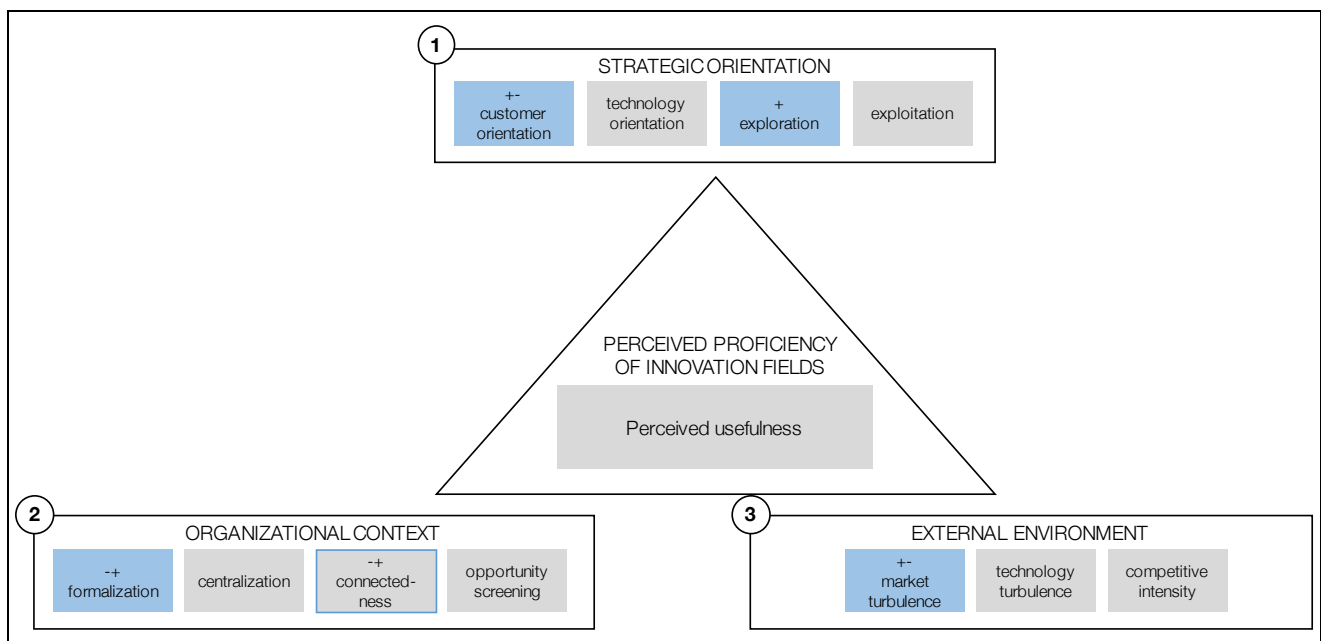 1
STRATEGIC ORIENTATION
+-
customer
orientation
technology
orientation
+
exploration
exploitation
PERCEIVED PROFICIENCY
OF INNOVATION FIELDS
Perceived usefulness
2
ORGANIZATIONAL CONTEXT
-+
formalization
centralization
-+
connected-
ness
opportunity
screening
3
EXTERNAL ENVIRONMENT
+-
market
turbulence
technology
turbulence
competitive
intensity